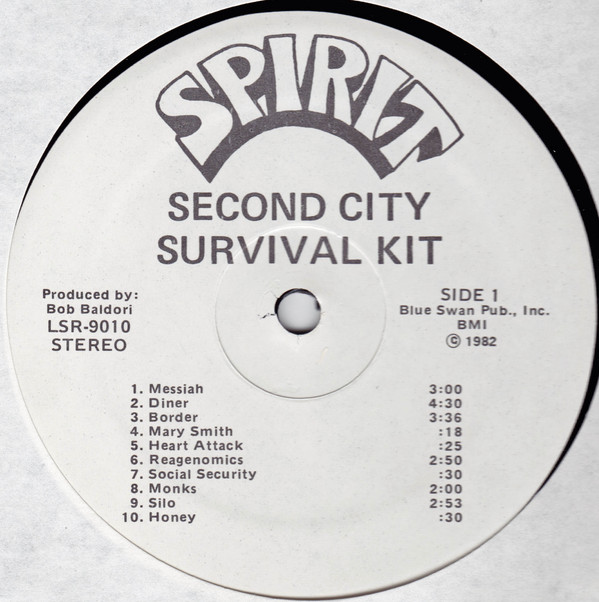 SPIRIT
SECOND CITY
SURVIVAL KIT
Produced by:
Bob Baldori
LSR-9010
STEREO
SIDE 1
Blue Swan Pub., Inc.
BMI
© 1982
1. Messiah 3:00
2. Diner 4:30
3. Border 3:36
4. Mary Smith :18
5. Heart Attack :25
6. Reagenomics 2:50
7. Social Security :30
8. Monks 2:00
9. Silo 2:53
10. Honey :30